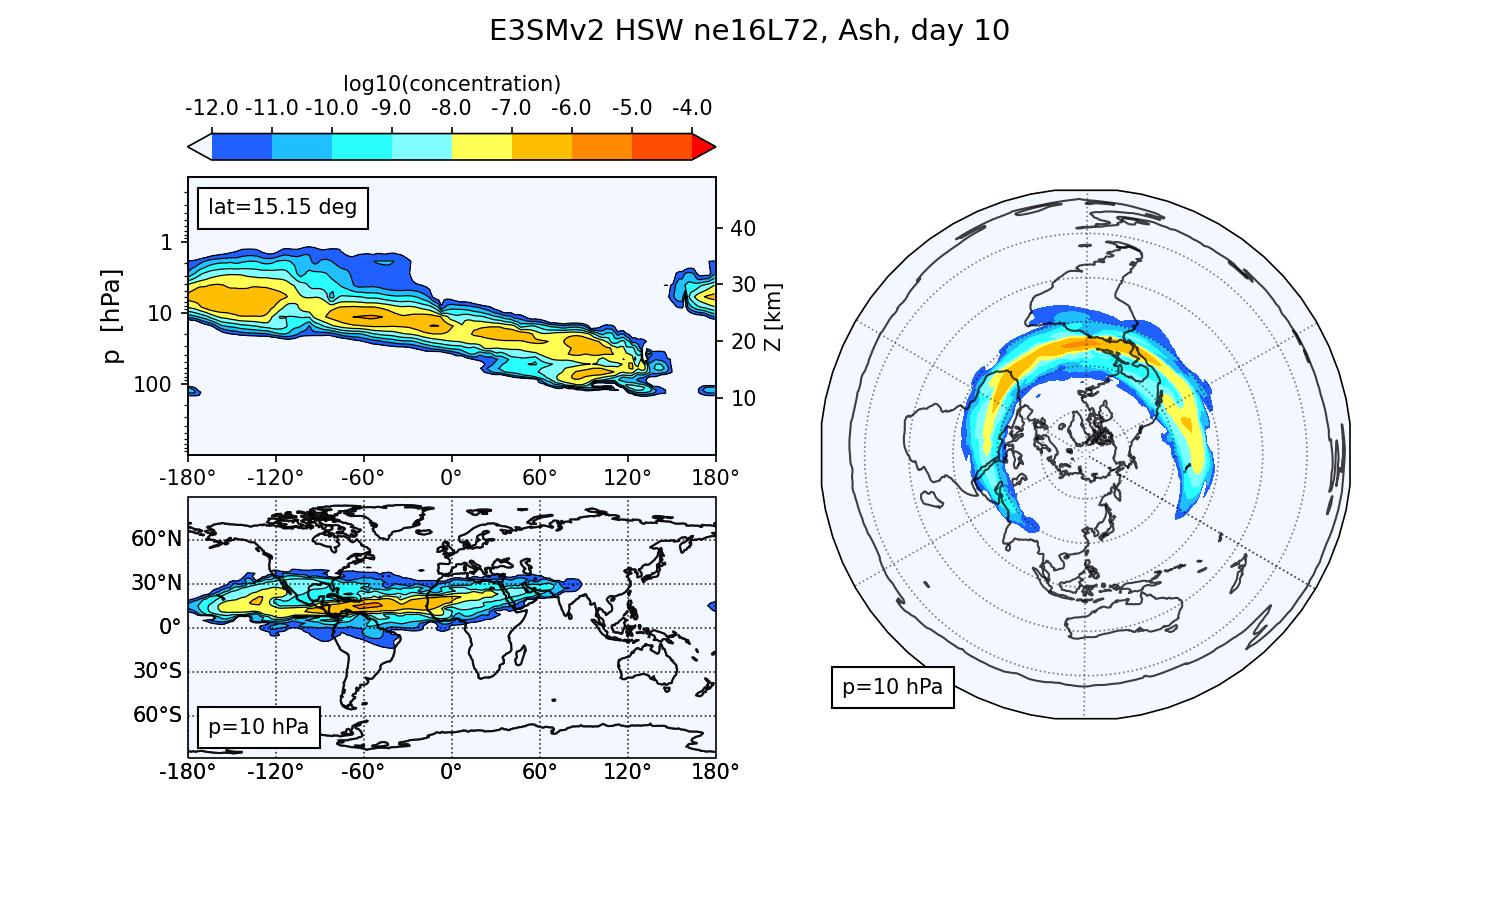 E3SMv2 HSW ne16L72, Ash, day 10
log10(concentration)
-12.0 -11.0 -10.0 -9.0 -8.0 -7.0 -6.0 -5.0 -4.0
lat=15.15 deg
1
10
100
p [hPa]
40
30
20
10
Z [km]
-180° -120° -60° 0° 60° 120° 180°
60°N
30°N
0°
30°S
60°S
p=10 hPa
-180° -120° -60° 0° 60° 120° 180°
p=10 hPa